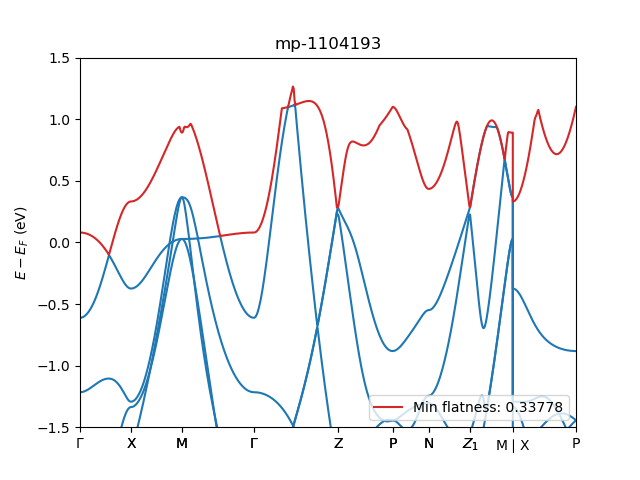 mp-1104193
E − E_F (eV)
1.5
1.0
0.5
0.0
−0.5
−1.0
−1.5
Min flatness: 0.33778
Γ X M Γ Z P N Z₁ M | X P